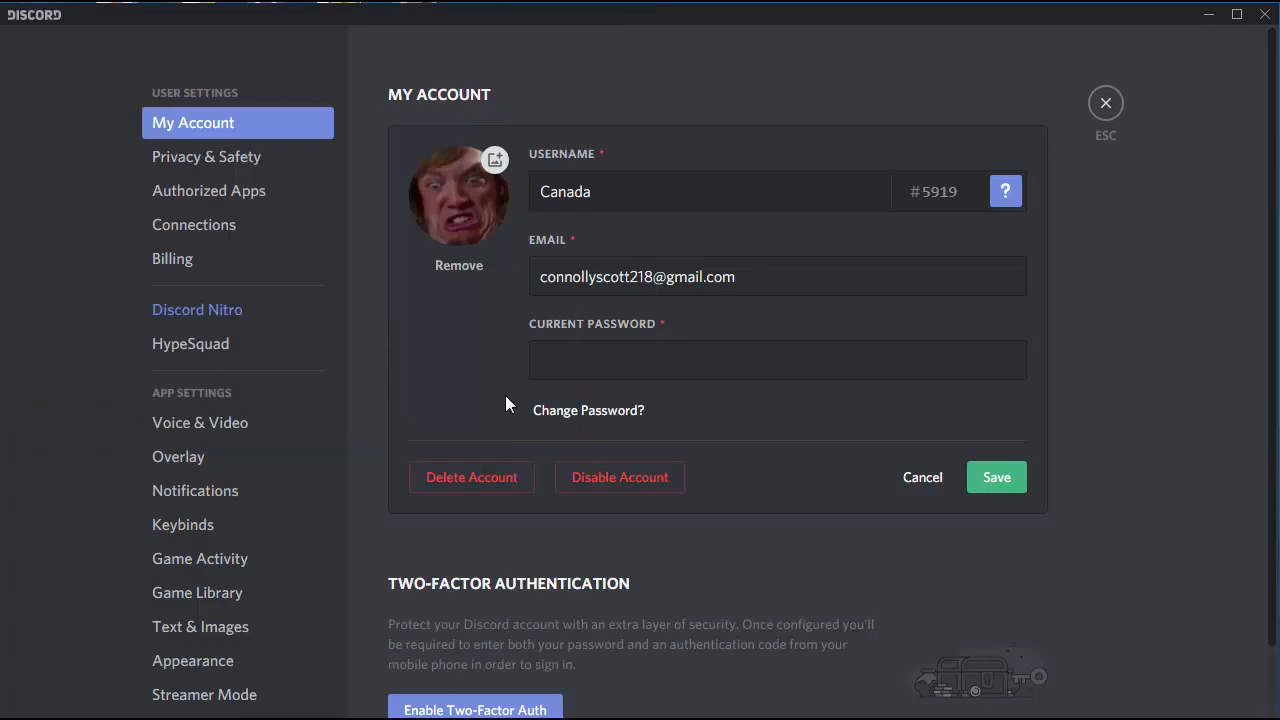 DISCORD
USER SETTINGS
My Account
Privacy & Safety
Authorized Apps
Connections
Billing
Discord Nitro
HypeSquad
APP SETTINGS
Voice & Video
Overlay
Notifications
Keybinds
Game Activity
Game Library
Text & Images
Appearance
Streamer Mode
MY ACCOUNT
ESC
Remove
USERNAME *
Canada #5919 ?
EMAIL *
connollyscott218@gmail.com
CURRENT PASSWORD *
Change Password?
Delete Account Disable Account Cancel Save
TWO-FACTOR AUTHENTICATION
Protect your Discord account with an extra layer of security. Once configured you'll
be required to enter both your password and an authentication code from your
mobile phone in order to sign in.
Enable Two-Factor Auth